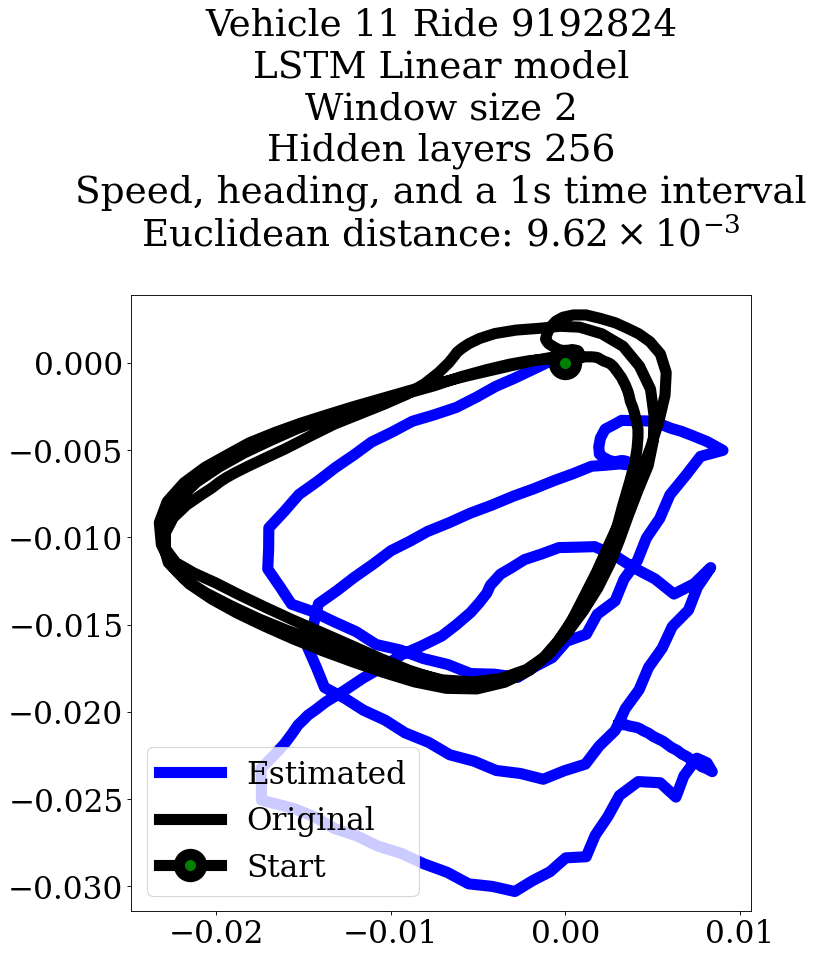 Vehicle 11 Ride 9192824
LSTM Linear model
Window size 2
Hidden layers 256
Speed, heading, and a 1s time interval
Euclidean distance: 9.62 × 10⁻³
0.000
−0.005
−0.010
−0.015
−0.020
−0.025
−0.030
Estimated
Original
Start
−0.02
−0.01
0.00
0.01